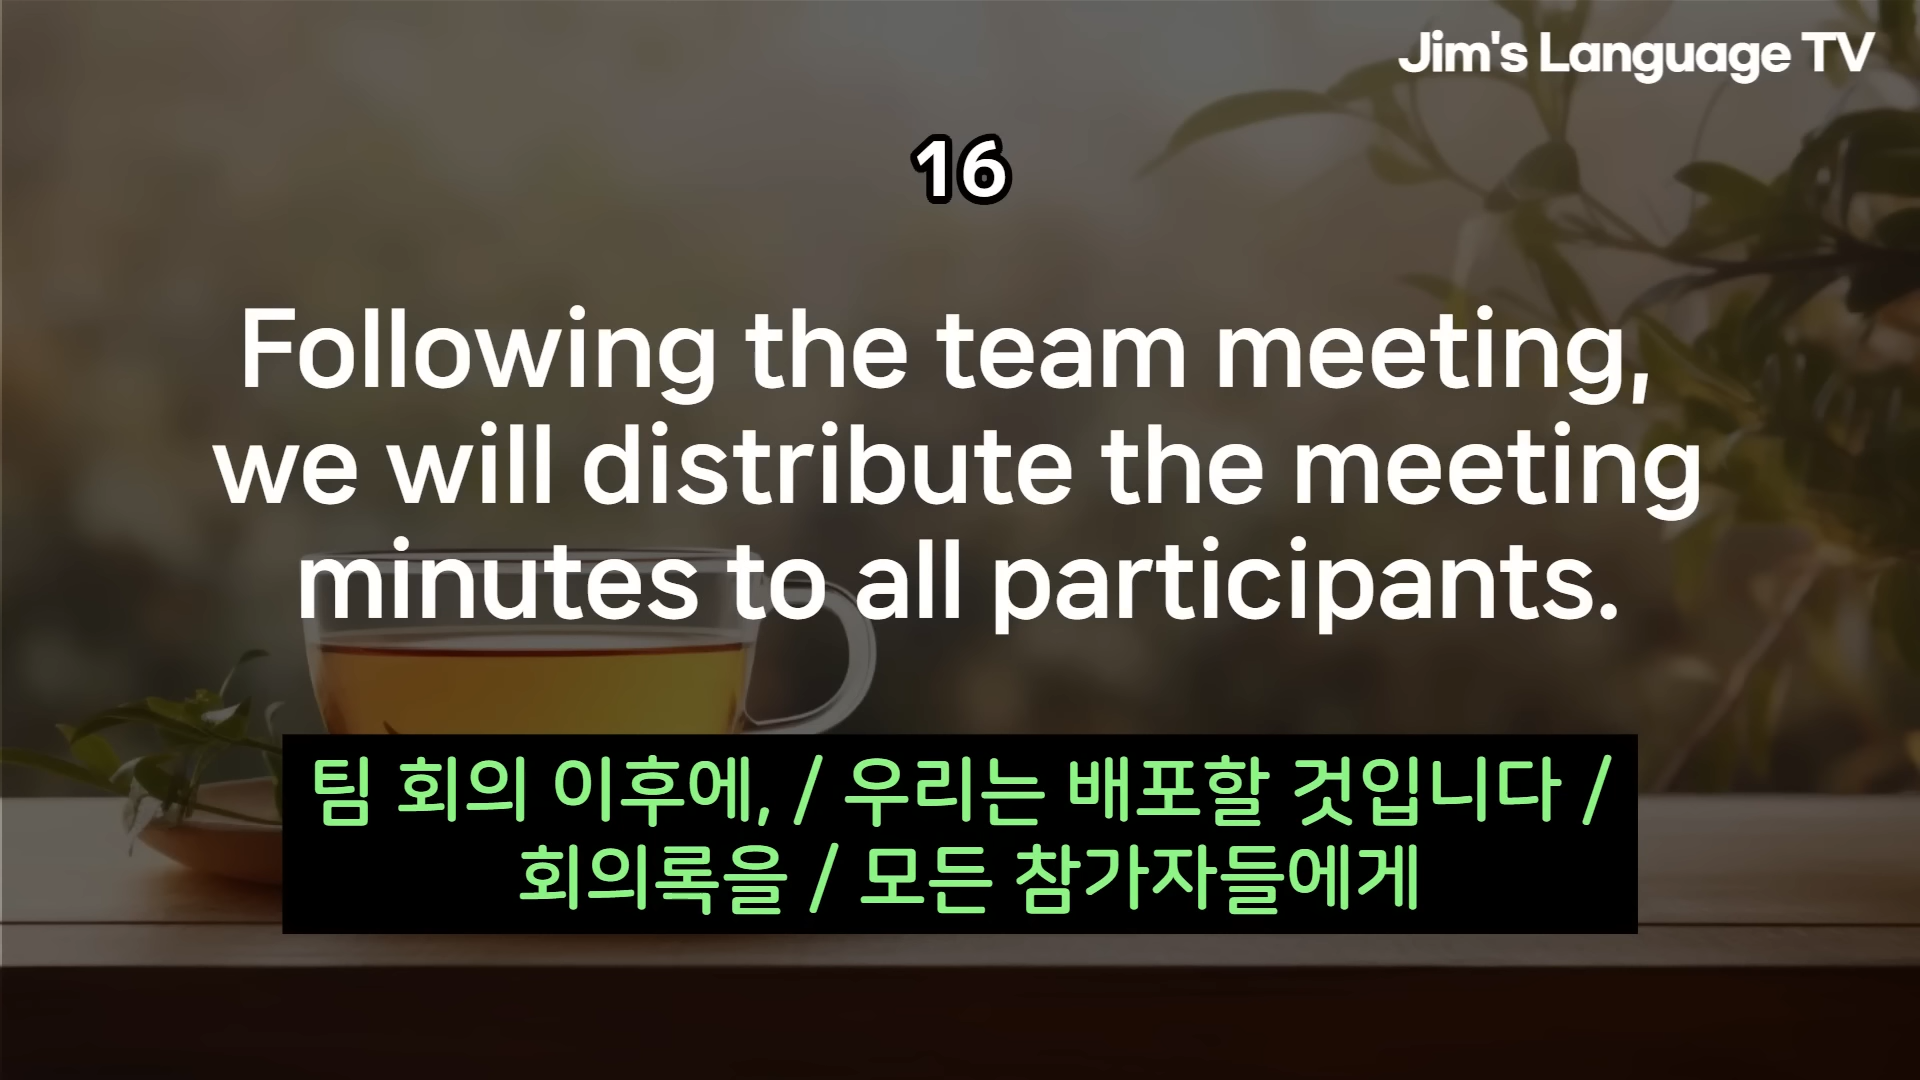 Jim's Language TV
16
Following the team meeting,
we will distribute the meeting
minutes to all participants.
팀 회의 이후에, / 우리는 배포할 것입니다 /
회의록을 / 모든 참가자들에게